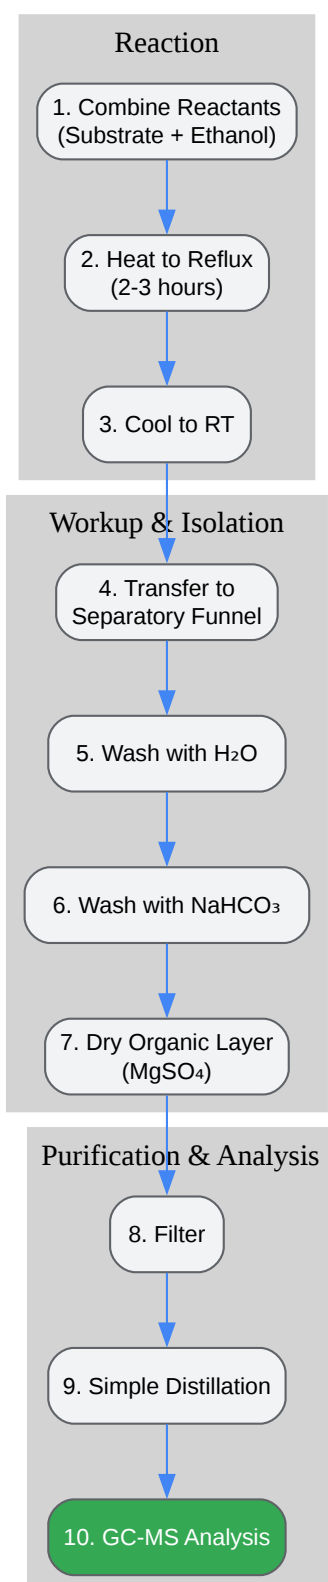 Reaction
1. Combine Reactants
(Substrate + Ethanol)
2. Heat to Reflux
(2-3 hours)
3. Cool to RT
Workup & Isolation
4. Transfer to
Separatory Funnel
5. Wash with H₂O
6. Wash with NaHCO₃
7. Dry Organic Layer
(MgSO₄)
Purification & Analysis
8. Filter
9. Simple Distillation
10. GC-MS Analysis